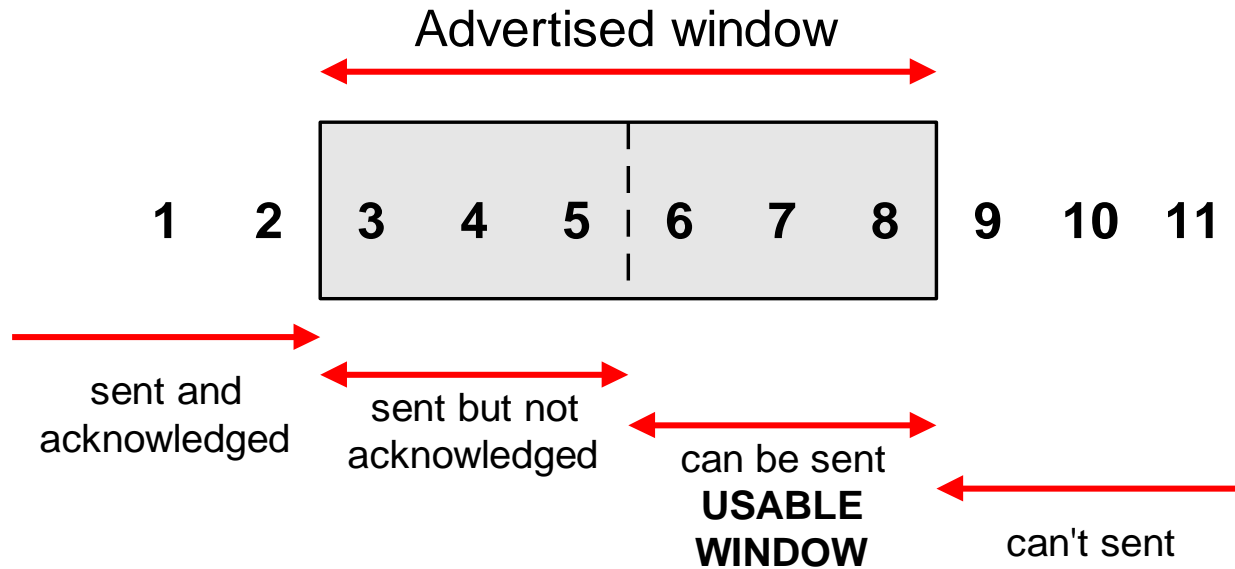 Advertised window
1 2 3 4 5 6 7 8 9 10 11
sent and
acknowledged
sent but not
acknowledged
can be sent
USABLE
WINDOW
can't sent